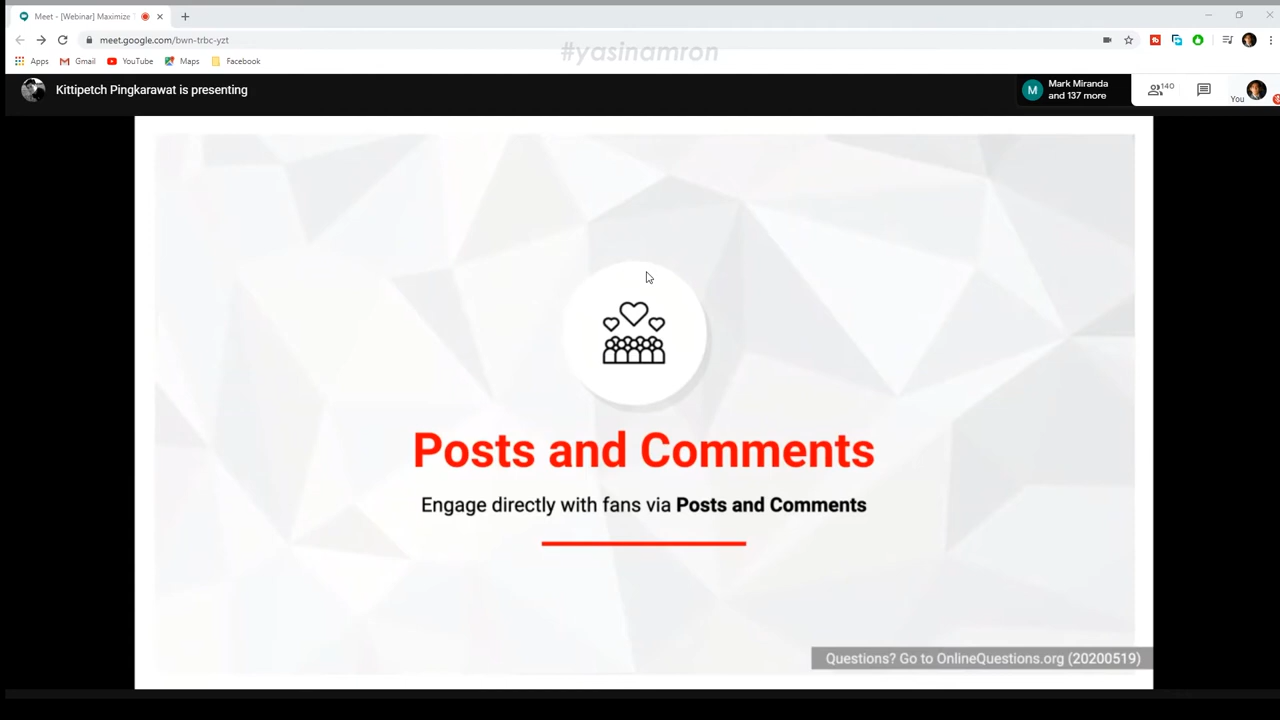 Meet - [Webinar] Maximize
meet.google.com/bwn-trbc-yzt
#yasinamron
Apps Gmail YouTube Maps Facebook
Kittipetch Pingkarawat is presenting
M
Mark Miranda
and 137 more
140
You
Posts and Comments
Engage directly with fans via Posts and Comments
Questions? Go to OnlineQuestions.org (20200519)